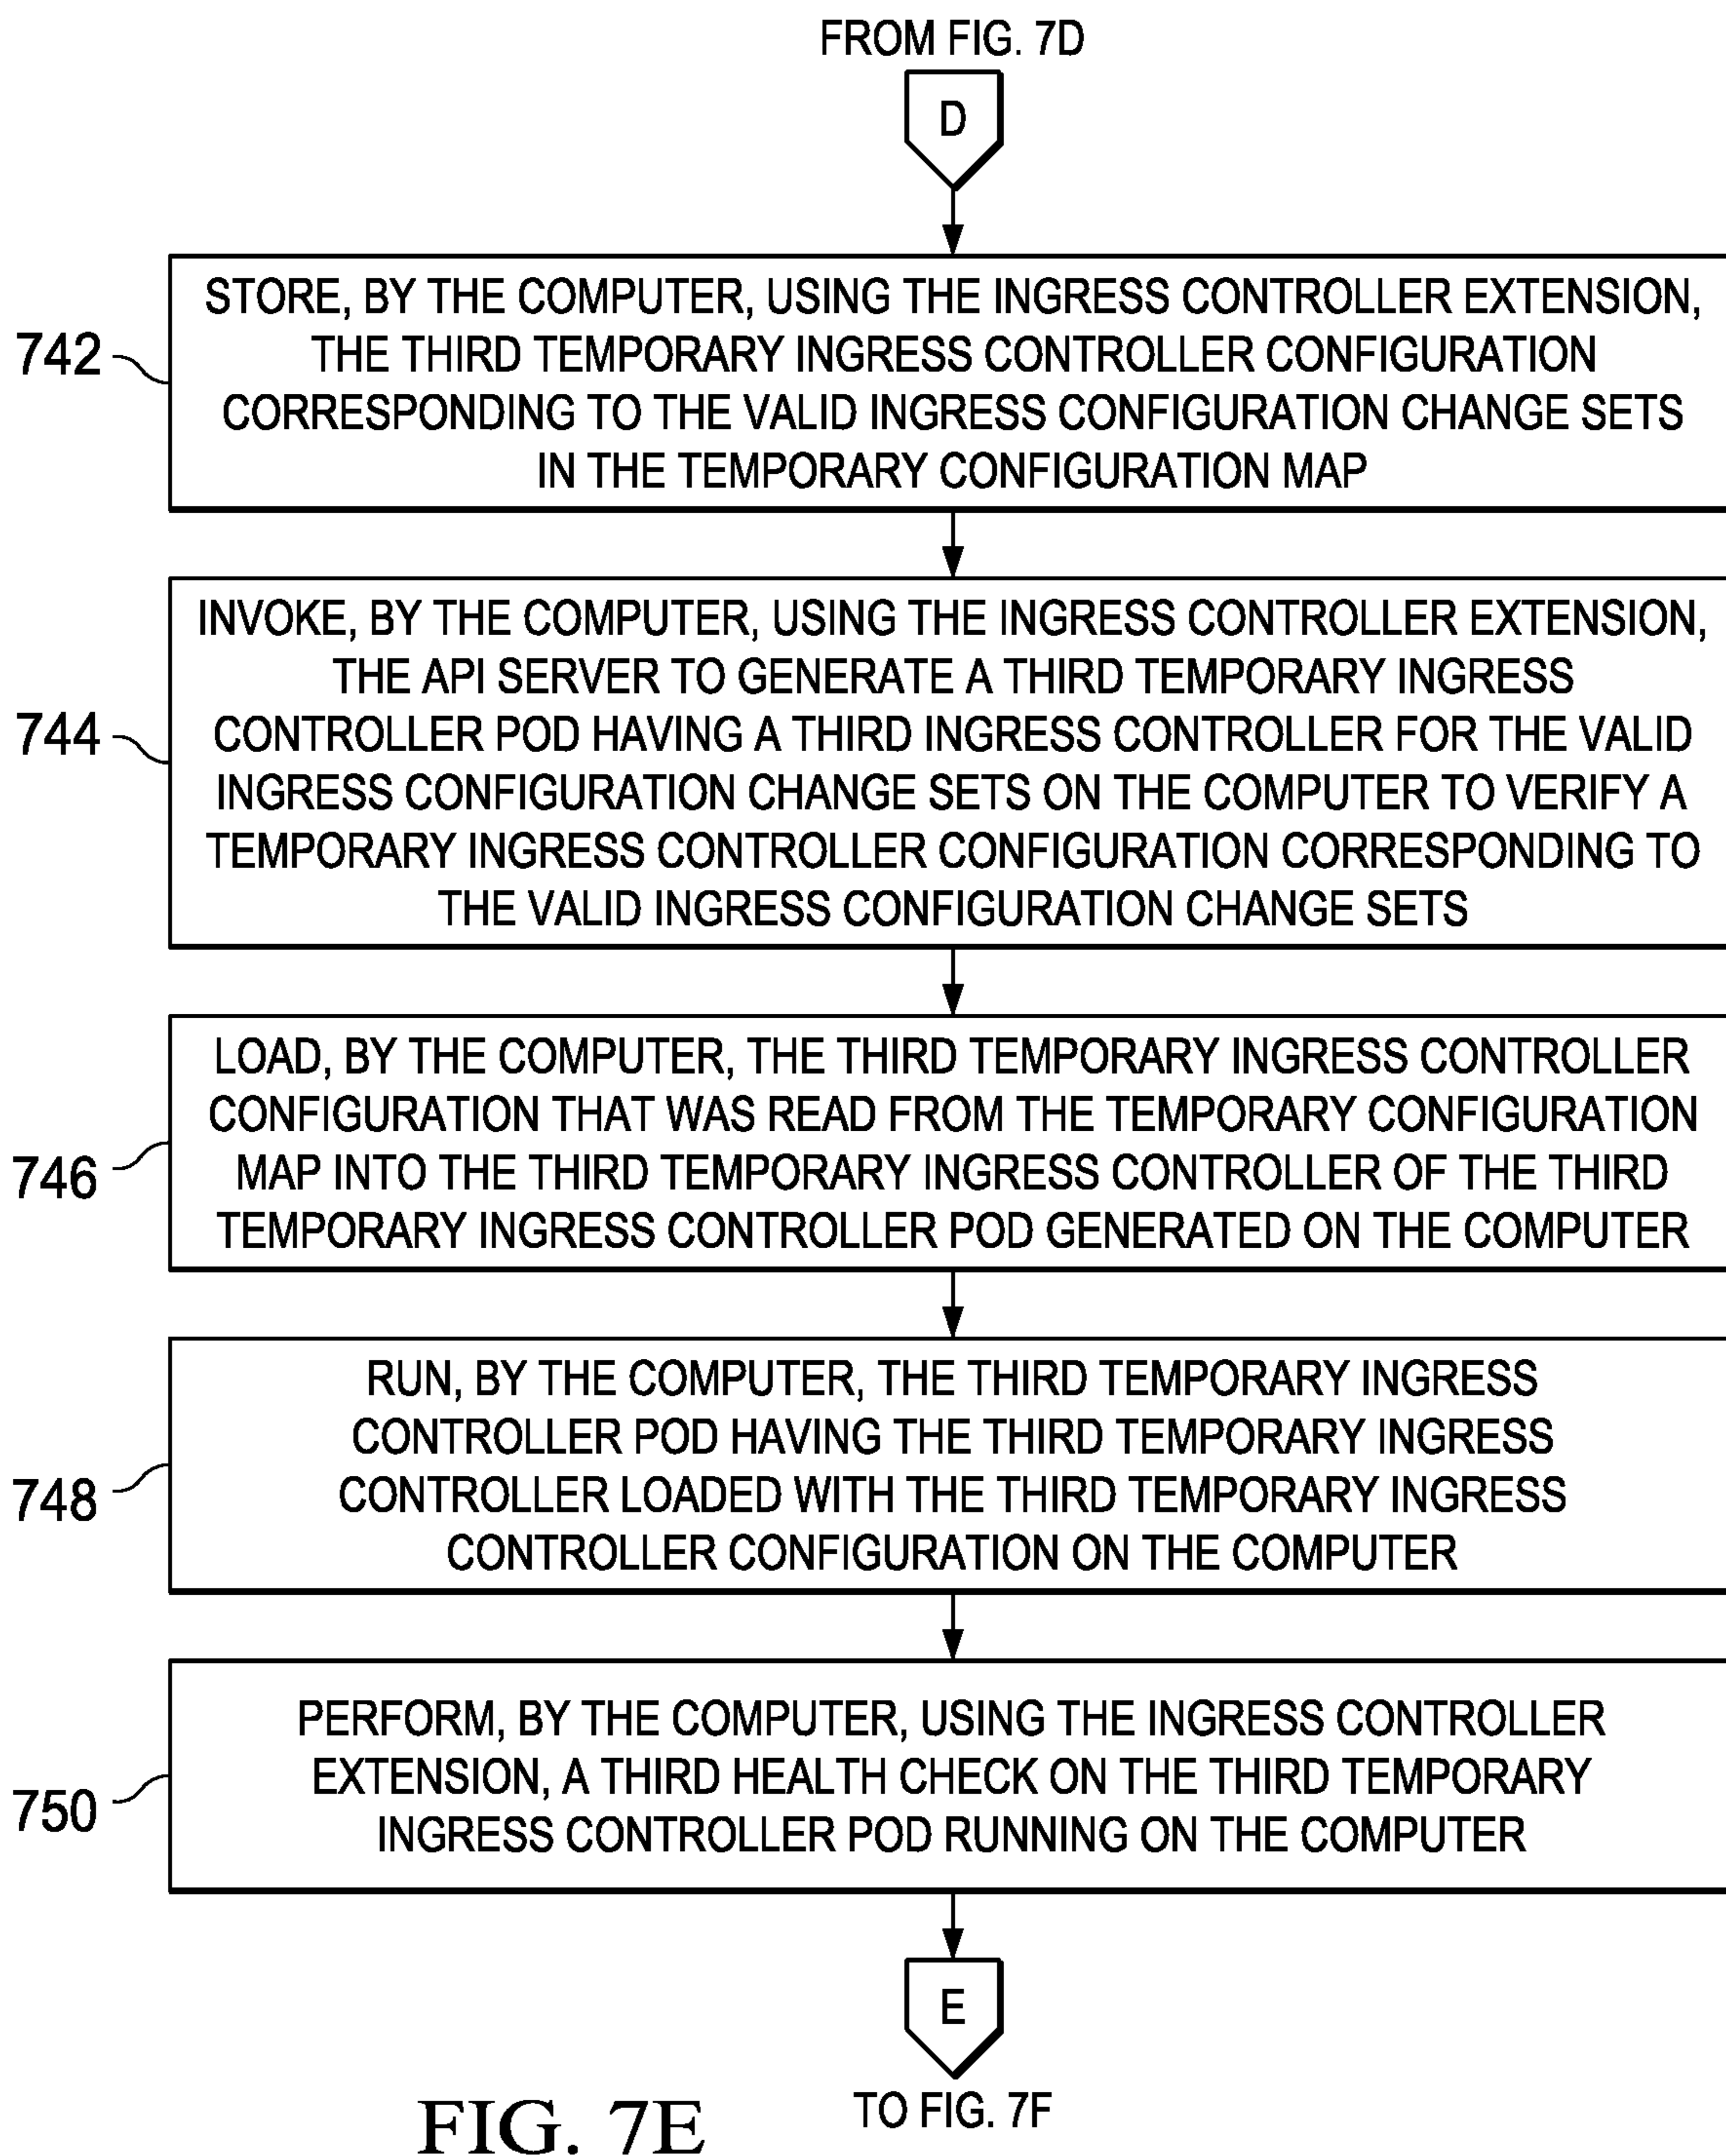 FROM FIG. 7D
D
742
STORE, BY THE COMPUTER, USING THE INGRESS CONTROLLER EXTENSION,
THE THIRD TEMPORARY INGRESS CONTROLLER CONFIGURATION
CORRESPONDING TO THE VALID INGRESS CONFIGURATION CHANGE SETS
IN THE TEMPORARY CONFIGURATION MAP
744
INVOKE, BY THE COMPUTER, USING THE INGRESS CONTROLLER EXTENSION,
THE API SERVER TO GENERATE A THIRD TEMPORARY INGRESS
CONTROLLER POD HAVING A THIRD INGRESS CONTROLLER FOR THE VALID
INGRESS CONFIGURATION CHANGE SETS ON THE COMPUTER TO VERIFY A
TEMPORARY INGRESS CONTROLLER CONFIGURATION CORRESPONDING TO
THE VALID INGRESS CONFIGURATION CHANGE SETS
746
LOAD, BY THE COMPUTER, THE THIRD TEMPORARY INGRESS CONTROLLER
CONFIGURATION THAT WAS READ FROM THE TEMPORARY CONFIGURATION
MAP INTO THE THIRD TEMPORARY INGRESS CONTROLLER OF THE THIRD
TEMPORARY INGRESS CONTROLLER POD GENERATED ON THE COMPUTER
748
RUN, BY THE COMPUTER, THE THIRD TEMPORARY INGRESS
CONTROLLER POD HAVING THE THIRD TEMPORARY INGRESS
CONTROLLER LOADED WITH THE THIRD TEMPORARY INGRESS
CONTROLLER CONFIGURATION ON THE COMPUTER
750
PERFORM, BY THE COMPUTER, USING THE INGRESS CONTROLLER
EXTENSION, A THIRD HEALTH CHECK ON THE THIRD TEMPORARY
INGRESS CONTROLLER POD RUNNING ON THE COMPUTER
E
TO FIG. 7F
FIG. 7E